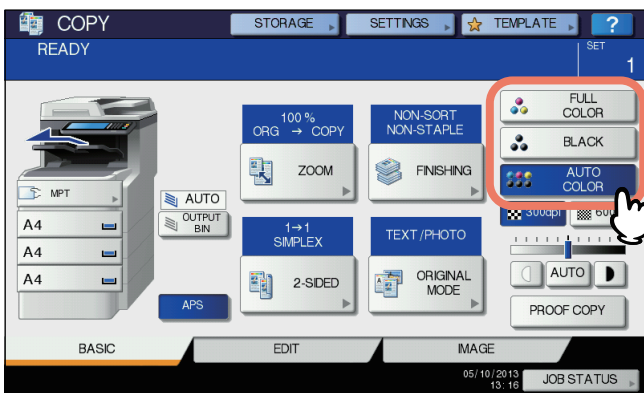 COPY
STORAGE
SETTINGS
TEMPLATE
?
READY
SET
1
100 %
ORG → COPY
NON-SORT
NON-STAPLE
FULL
COLOR
BLACK
AUTO
COLOR
ZOOM
FINISHING
MPT
AUTO
OUTPUT
BIN
300dpi
A4
A4
A4
1→1
SIMPLEX
TEXT/PHOTO
2-SIDED
ORIGINAL
MODE
AUTO
APS
PROOF COPY
BASIC
EDIT
IMAGE
05/10/2013
13:16
JOB STATUS